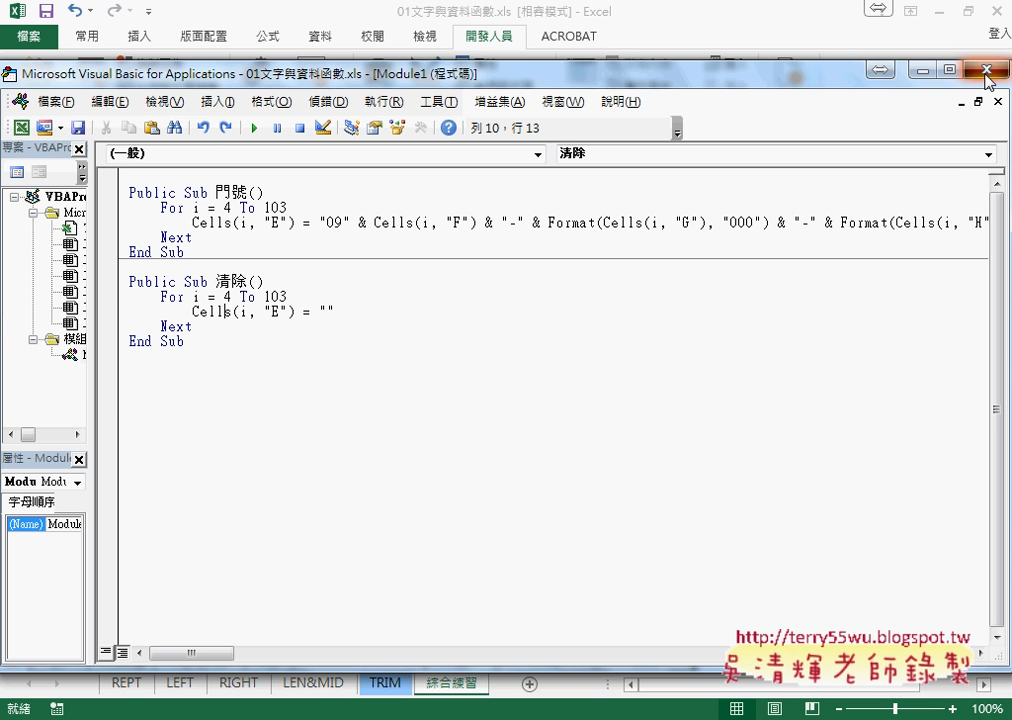 01文字與資料函數.xls [相容模式] - Excel
檔案 常用 插入 版面配置 公式 資料 校閱 檢視 開發人員 ACROBAT 登入
Microsoft Visual Basic for Applications - 01文字與資料函數.xls - [Module1 (程式碼)]
檔案(F) 編輯(E) 檢視(V) 插入(I) 格式(O) 偵錯(D) 執行(R) 工具(T) 增益集(A) 視窗(W) 說明(H)
列 10，行 13
專案 - VBAPr
(一般) 清除
VBAPr
Micr
模組
Public Sub 門號()
For i = 4 To 103
Cells(i, "E") = "09" & Cells(i, "F") & "-" & Format(Cells(i, "G"), "000") & "-" & Format(Cells(i, "H"
Next
End Sub
Public Sub 清除()
For i = 4 To 103
Cells(i, "E") = ""
Next
End Sub
屬性 - Module
Modu Modu
字母順序
(Name) Module
http://terry55wu.blogspot.tw
吳清輝老師錄製
REPT LEFT RIGHT LEN&MID TRIM 綜合練習
就緒 100%